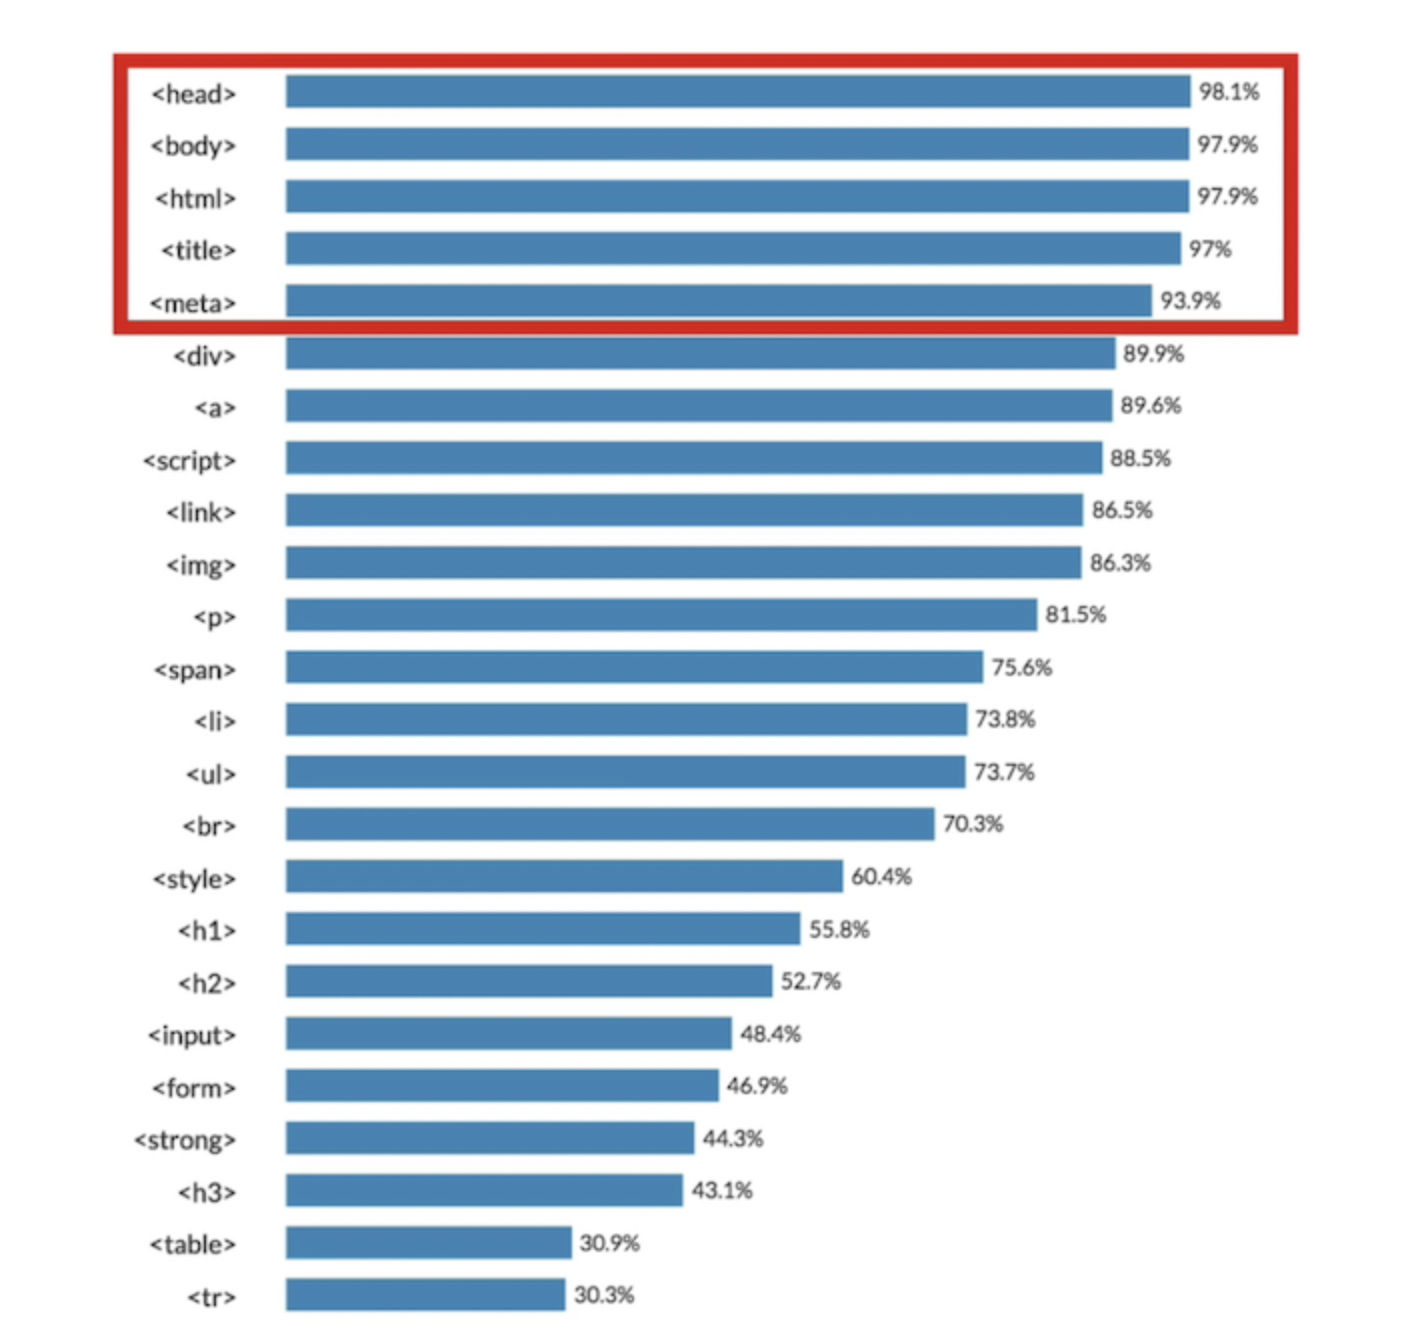 <head> 98.1%
<body> 97.9%
<html> 97.9%
<title> 97%
<meta> 93.9%
<div> 89.9%
<a> 89.6%
<script> 88.5%
<link> 86.5%
<img> 86.3%
<p> 81.5%
<span> 75.6%
<li> 73.8%
<ul> 73.7%
<br> 70.3%
<style> 60.4%
<h1> 55.8%
<h2> 52.7%
<input> 48.4%
<form> 46.9%
<strong> 44.3%
<h3> 43.1%
<table> 30.9%
<tr> 30.3%